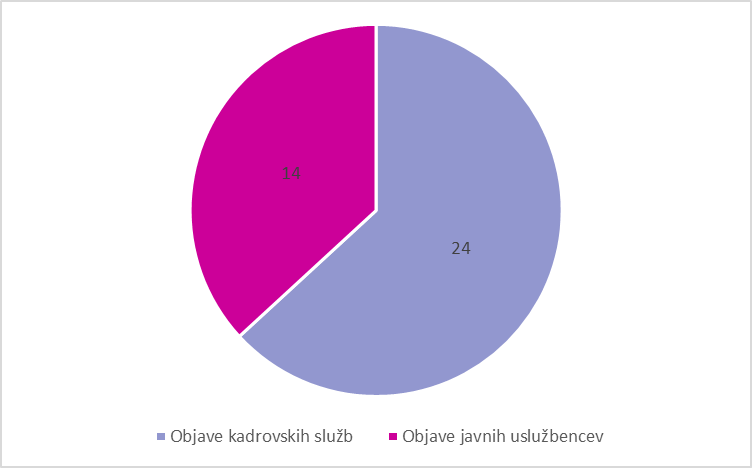 14
24
Objave kadrovskih služb
Objave javnih uslužbencev